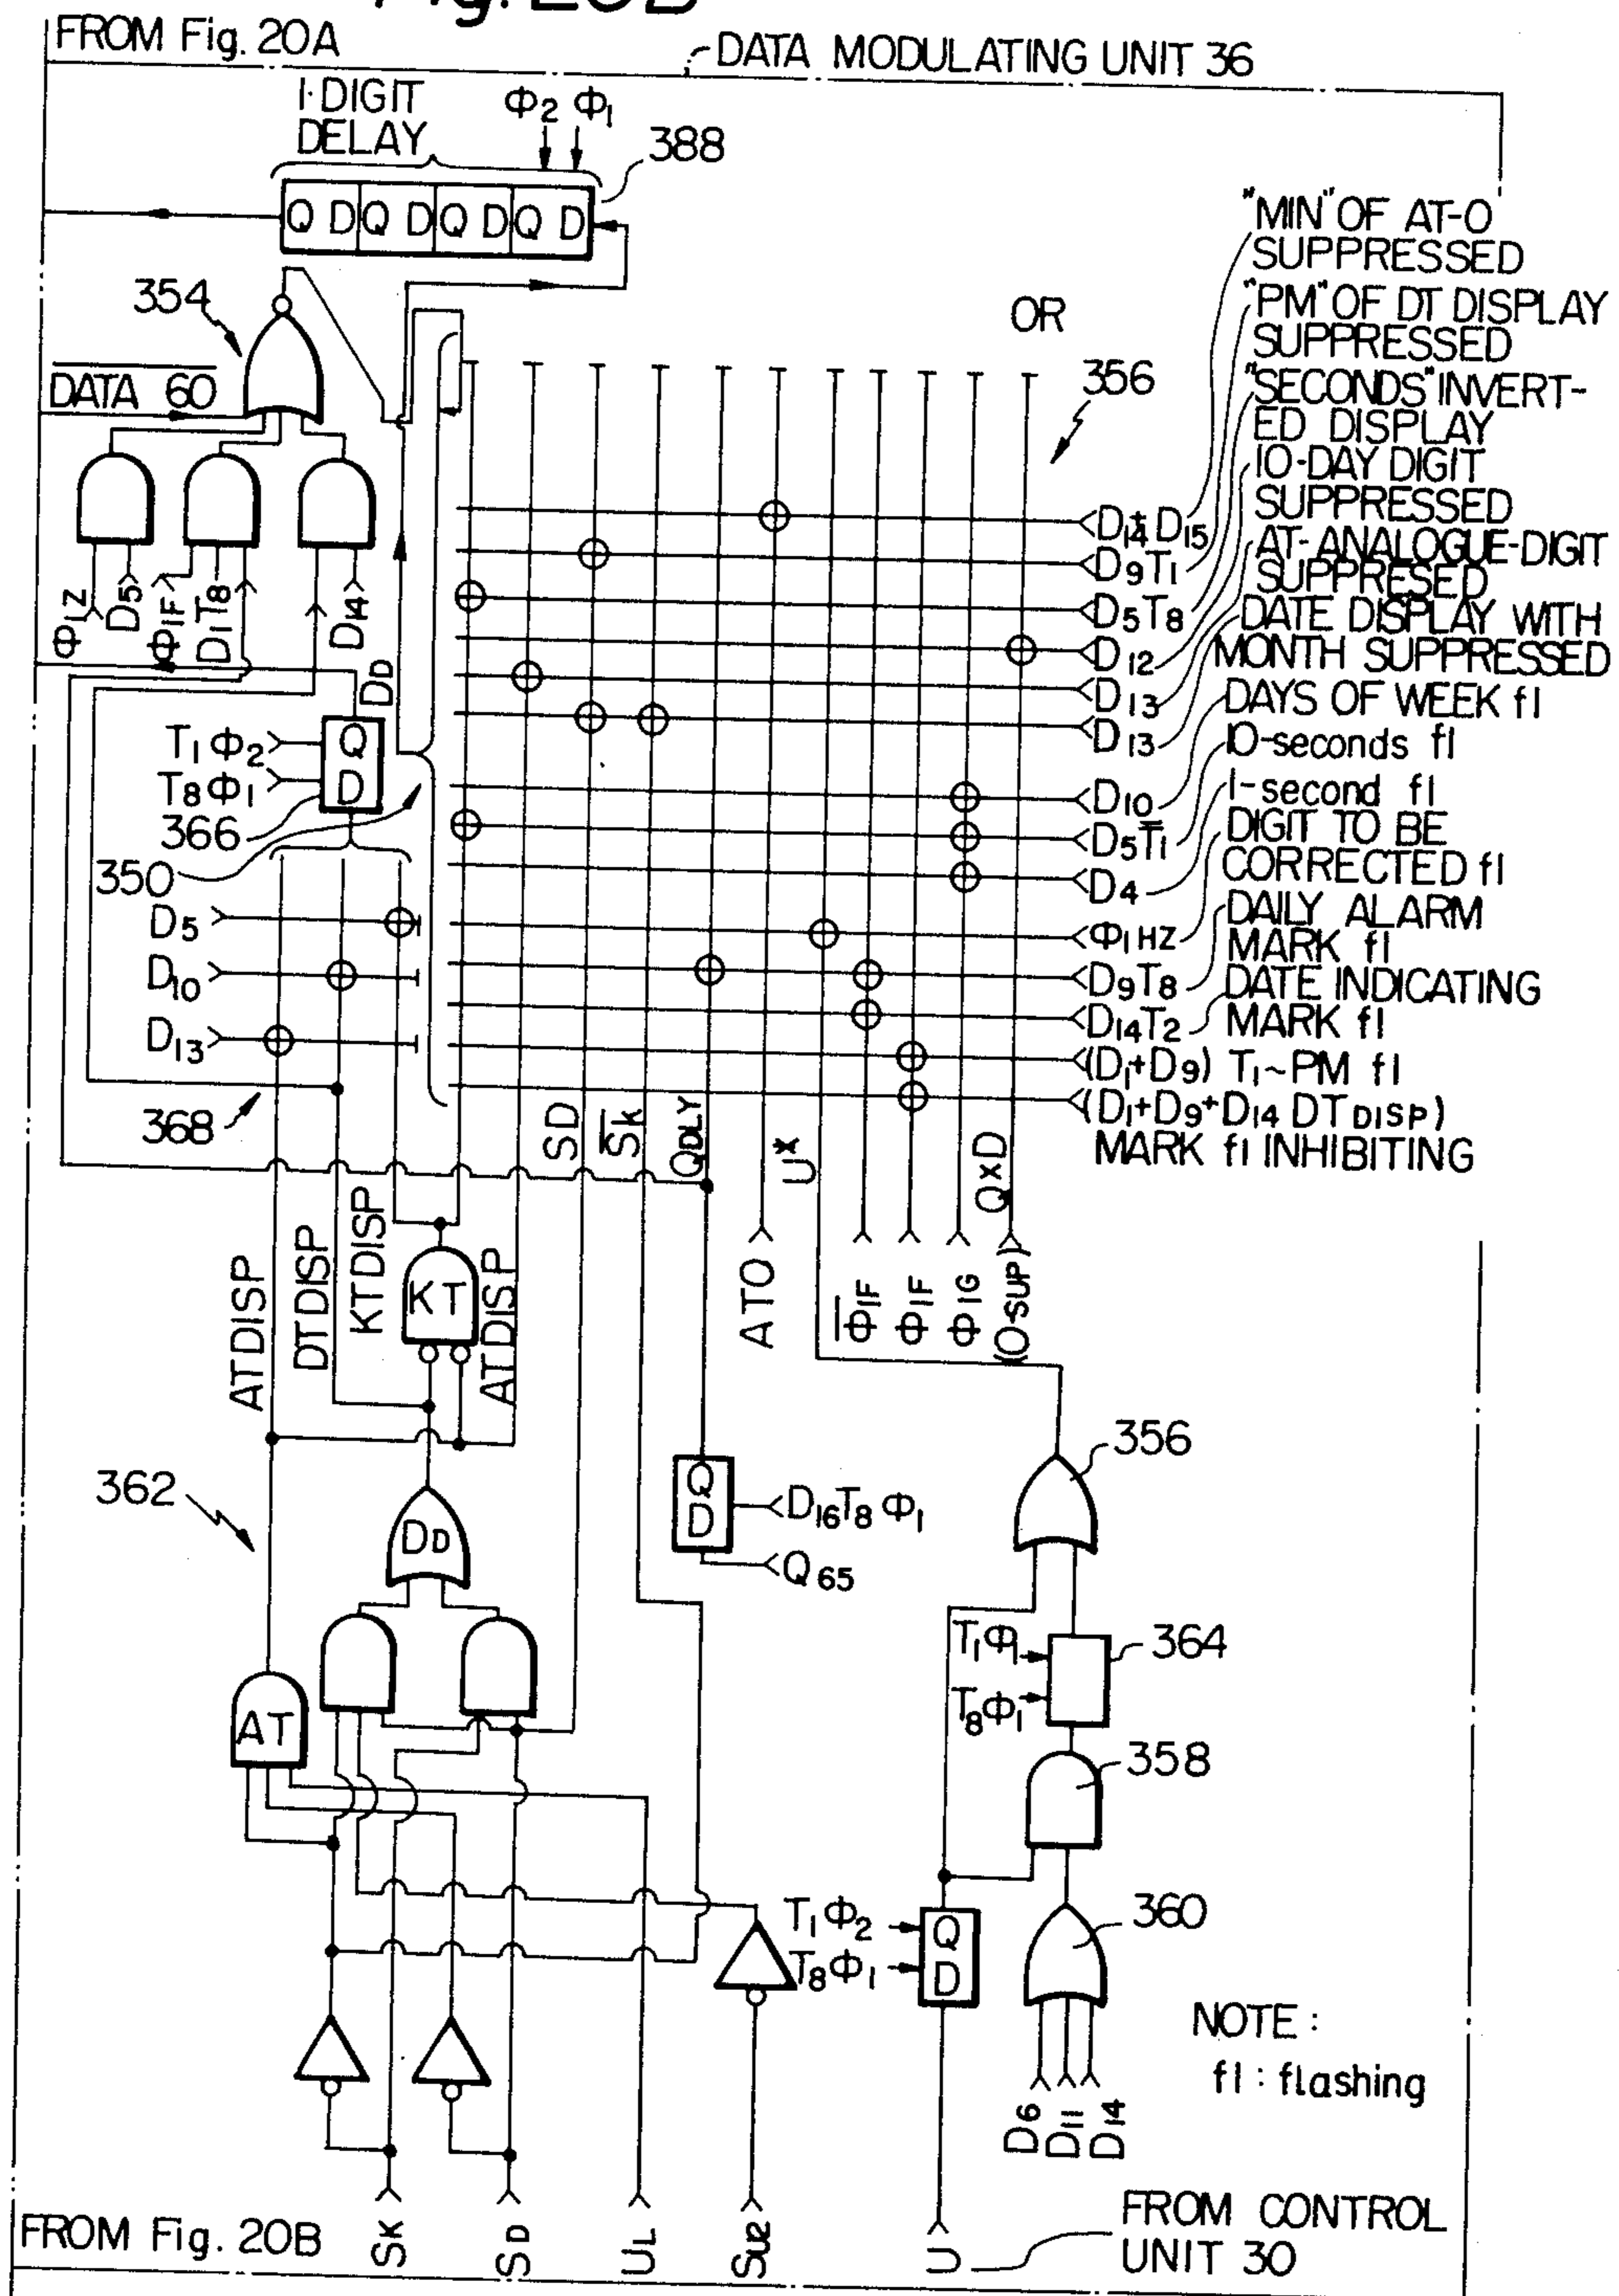 Fig. 20B
FROM Fig. 20A
DATA MODULATING UNIT 36
1-DIGIT
DELAY
Φ2 Φ1
388
Q D Q D Q D Q D
354
DATA 60
OR
356
"MIN" OF AT-O
SUPPRESSED
"PM" OF DT DISPLAY
SUPPRESSED
"SECONDS" INVERT-
ED DISPLAY
10-DAY DIGIT
SUPPRESSED
AT-ANALOGUE-DIGIT
SUPPRESED
DATE DISPLAY WITH
MONTH SUPPRESSED
DAYS OF WEEK fl
10-seconds fl
1-second fl
DIGIT TO BE
CORRECTED fl
DAILY ALARM
MARK fl
DATE INDICATING
MARK fl
D14+D15
D9T1
D5T8
D12
D13
D13
D10
D5T̅1
D4
Φ1HZ
D9T8
D14T2
(D1+D9) T1~PM fl
(D1+D9+D14 DTDISP)
MARK fl INHIBITING
Φ1Z
D5
Φ1F
D1T8
D14
DD
T1Φ2
T8Φ1
Q
D
366
350
D5
D10
D13
368
SD
S̅k̅
QDLY
U*
QXD
ATDISP
DTDISP
KTDISP
KT
ATDISP
ATO
Φ̅1F
Φ1F
Φ1G
(O-SUP)
362
DD
Q
D
D16T8Φ1
Q65
356
T1Φ1
T8Φ1
364
AT
358
T1Φ2
T8Φ1
Q
D
360
NOTE :
fl : flashing
D6
D11
D14
FROM Fig. 20B
SK
SD
UL
SU2
U
FROM CONTROL
UNIT 30